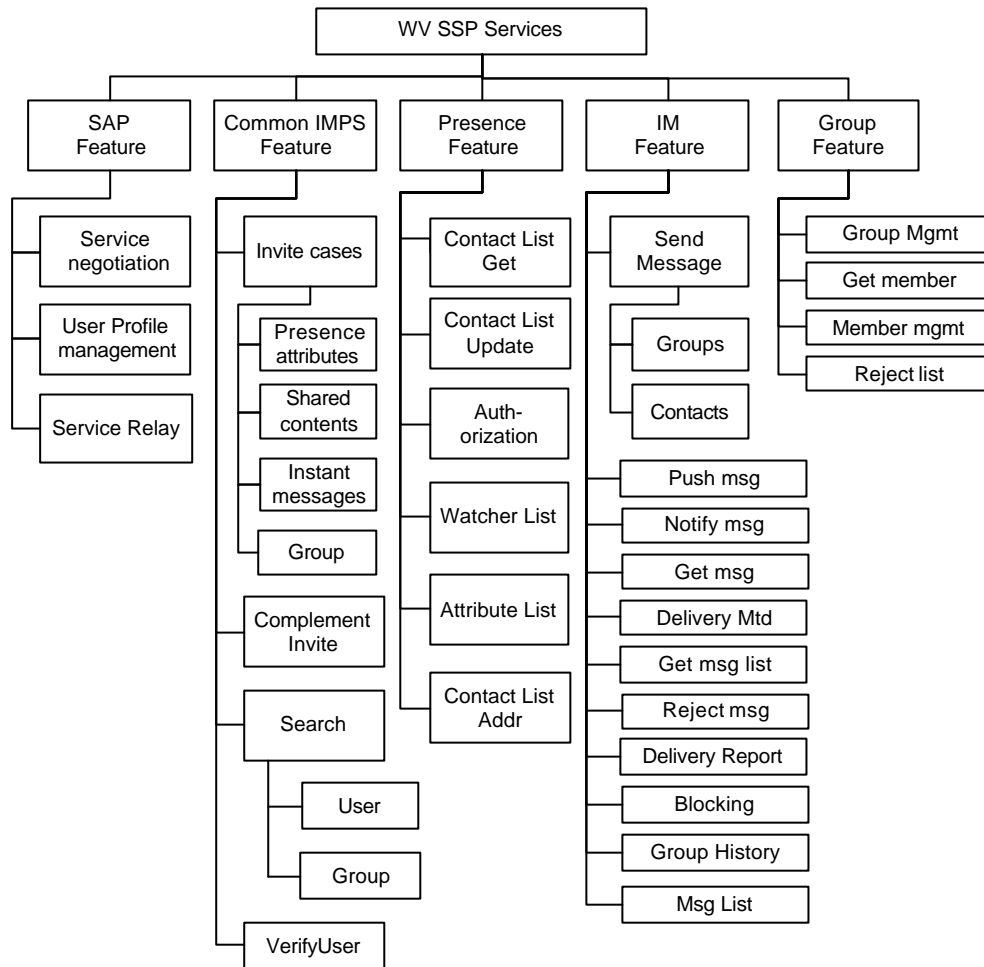 WV SSP Services
SAP
Feature
Common IMPS
Feature
Presence
Feature
IM
Feature
Group
Feature
Service
negotiation
User Profile
management
Service Relay
Invite cases
Presence
attributes
Shared
contents
Instant
messages
Group
Complement
Invite
Search
User
Group
VerifyUser
Contact List
Get
Contact List
Update
Auth-
orization
Watcher List
Attribute List
Contact List
Addr
Send
Message
Groups
Contacts
Push msg
Notify msg
Get msg
Delivery Mtd
Get msg list
Reject msg
Delivery Report
Blocking
Group History
Msg List
Group Mgmt
Get member
Member mgmt
Reject list